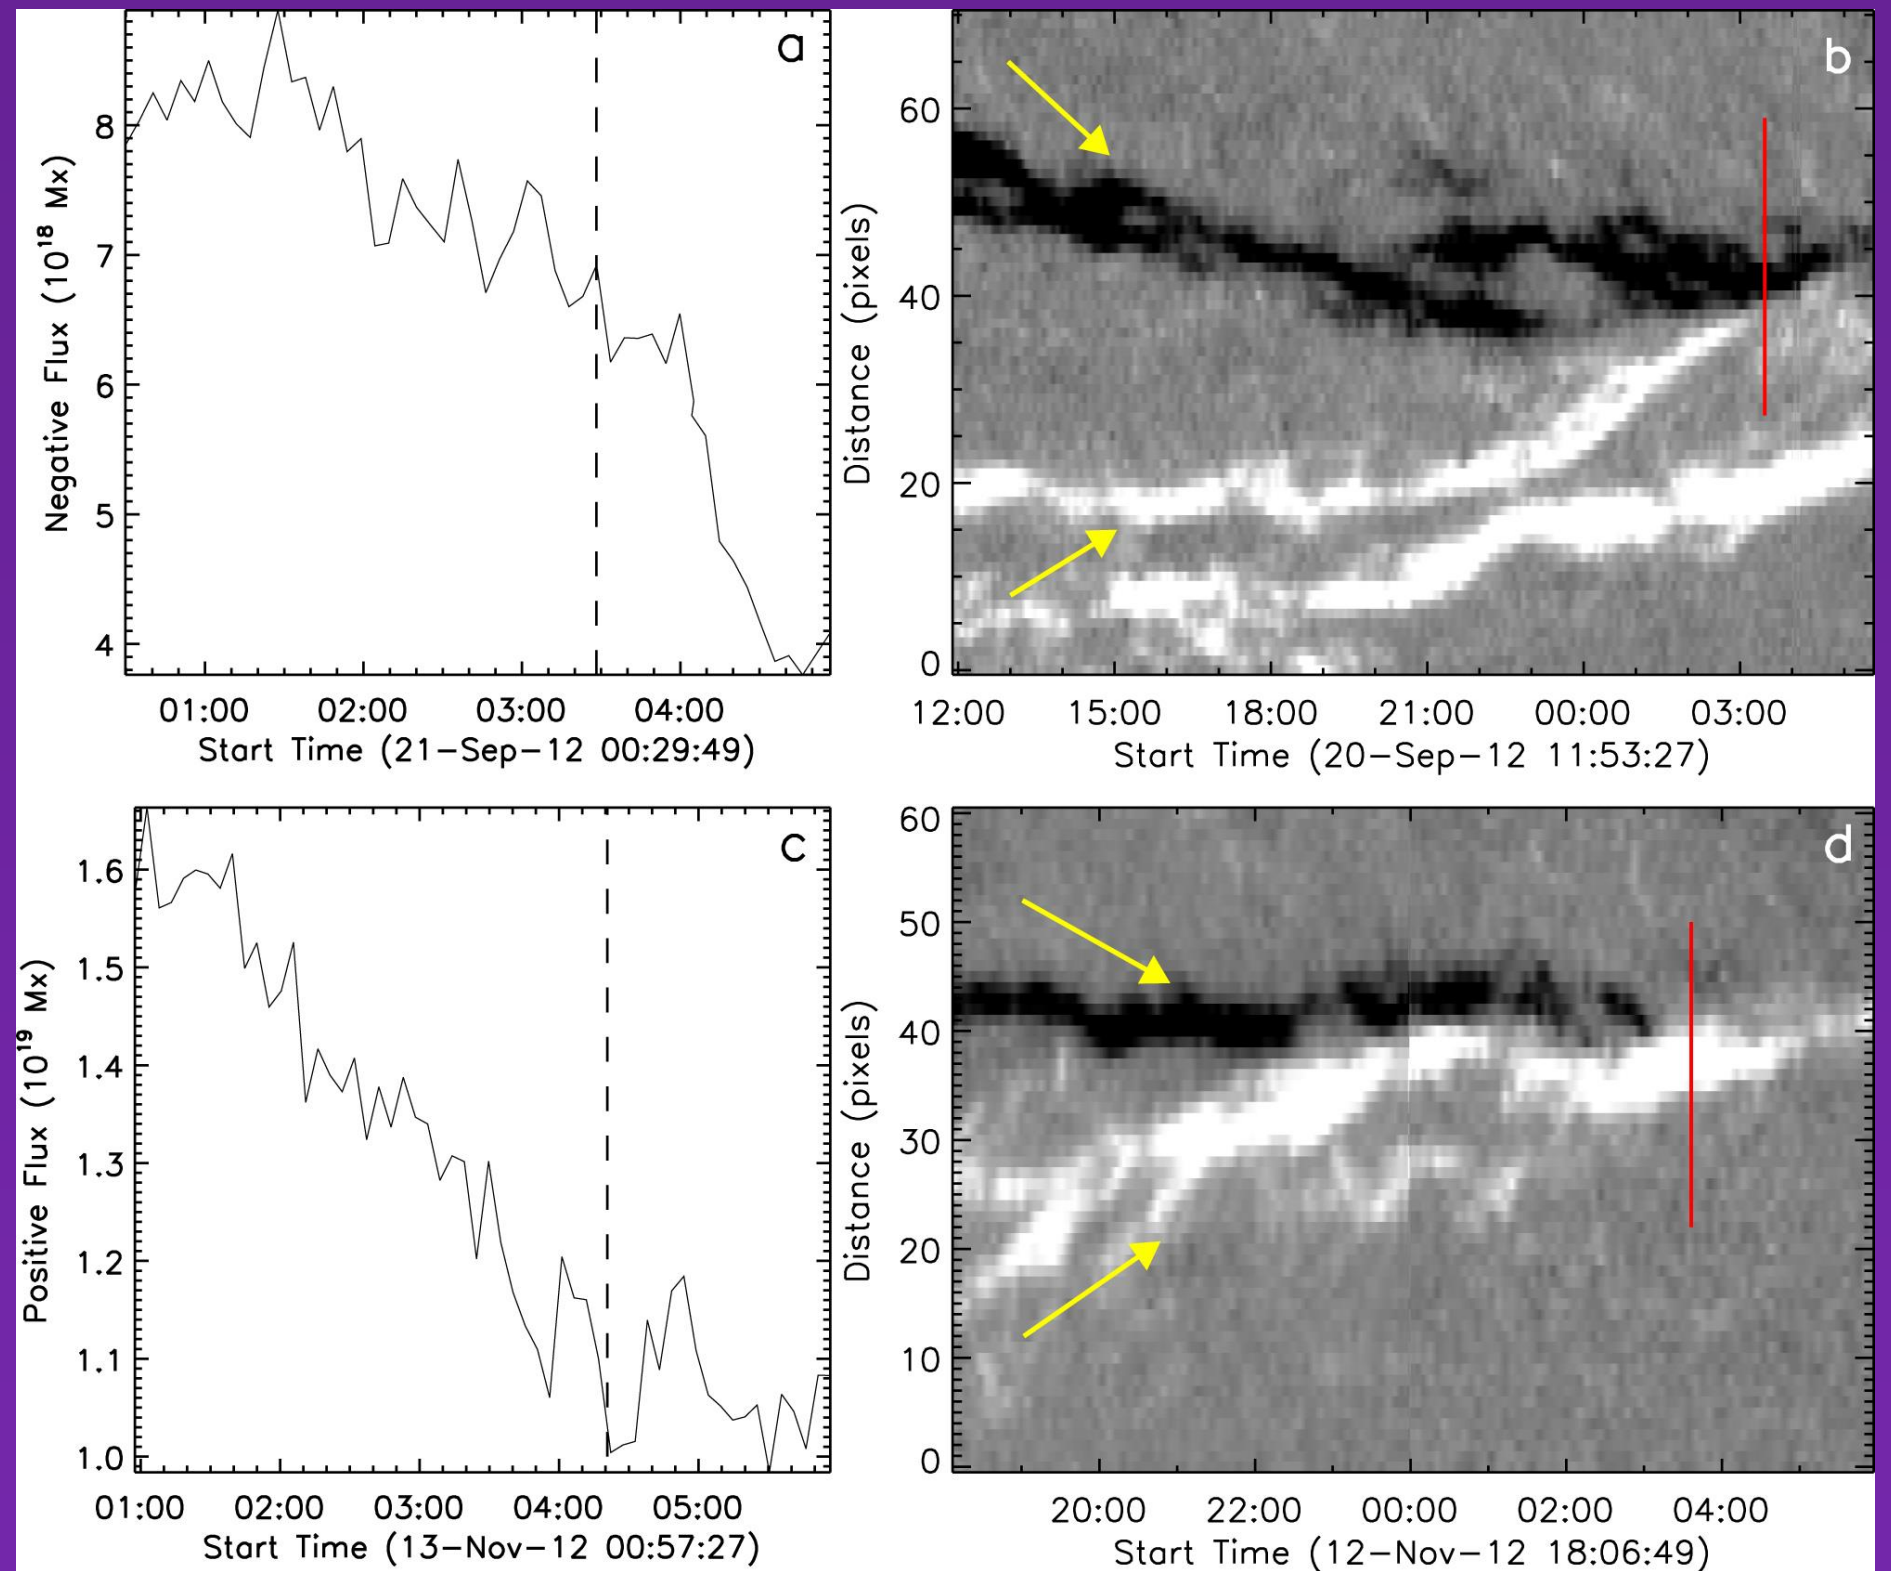 a
Negative Flux (10¹⁸ Mx)
8
7
6
5
4
01:00 02:00 03:00 04:00
Start Time (21-Sep-12 00:29:49)
b
Distance (pixels)
60
40
20
0
12:00 15:00 18:00 21:00 00:00 03:00
Start Time (20-Sep-12 11:53:27)
c
Positive Flux (10¹⁹ Mx)
1.6
1.5
1.4
1.3
1.2
1.1
1.0
01:00 02:00 03:00 04:00 05:00
Start Time (13-Nov-12 00:57:27)
d
Distance (pixels)
60
50
40
30
20
10
0
20:00 22:00 00:00 02:00 04:00
Start Time (12-Nov-12 18:06:49)